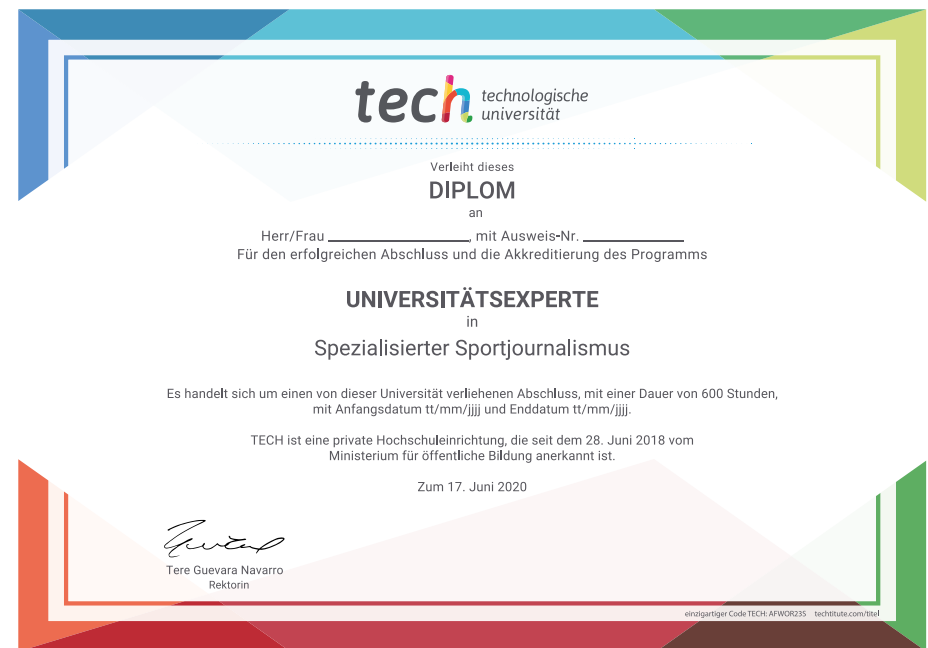 tech technologische
universität
Verleiht dieses
DIPLOM
an
Herr/Frau ____________________, mit Ausweis-Nr. ______________
Für den erfolgreichen Abschluss und die Akkreditierung des Programms
UNIVERSITÄTSEXPERTE
in
Spezialisierter Sportjournalismus
Es handelt sich um einen von dieser Universität verliehenen Abschluss, mit einer Dauer von 600 Stunden,
mit Anfangsdatum tt/mm/jjjj und Enddatum tt/mm/jjjj.
TECH ist eine private Hochschuleinrichtung, die seit dem 28. Juni 2018 vom
Ministerium für öffentliche Bildung anerkannt ist.
Zum 17. Juni 2020
Tere Guevara Navarro
Rektorin
einzigartiger Code TECH: AFWOR23S techtitute.com/titel